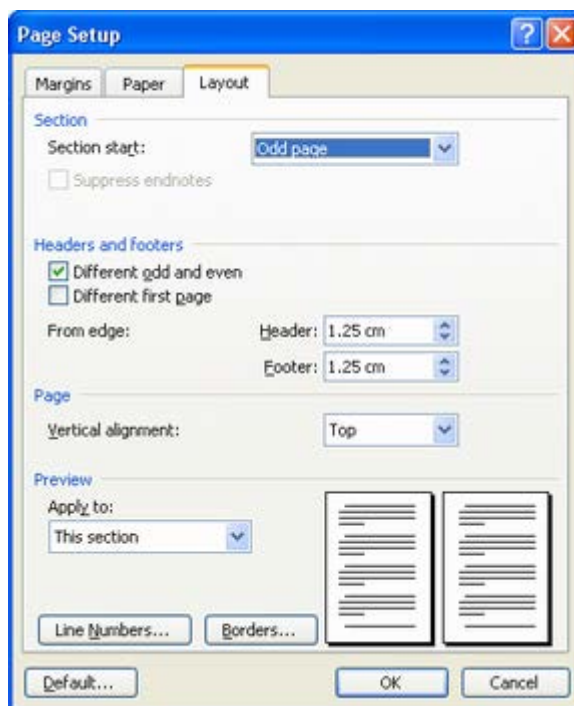 Page Setup
Margins Paper Layout
Section
Section start: Odd page
Suppress endnotes
Headers and footers
Different odd and even
Different first page
From edge: Header: 1.25 cm
Footer: 1.25 cm
Page
Vertical alignment: Top
Preview
Apply to:
This section
Line Numbers... Borders...
Default... OK Cancel